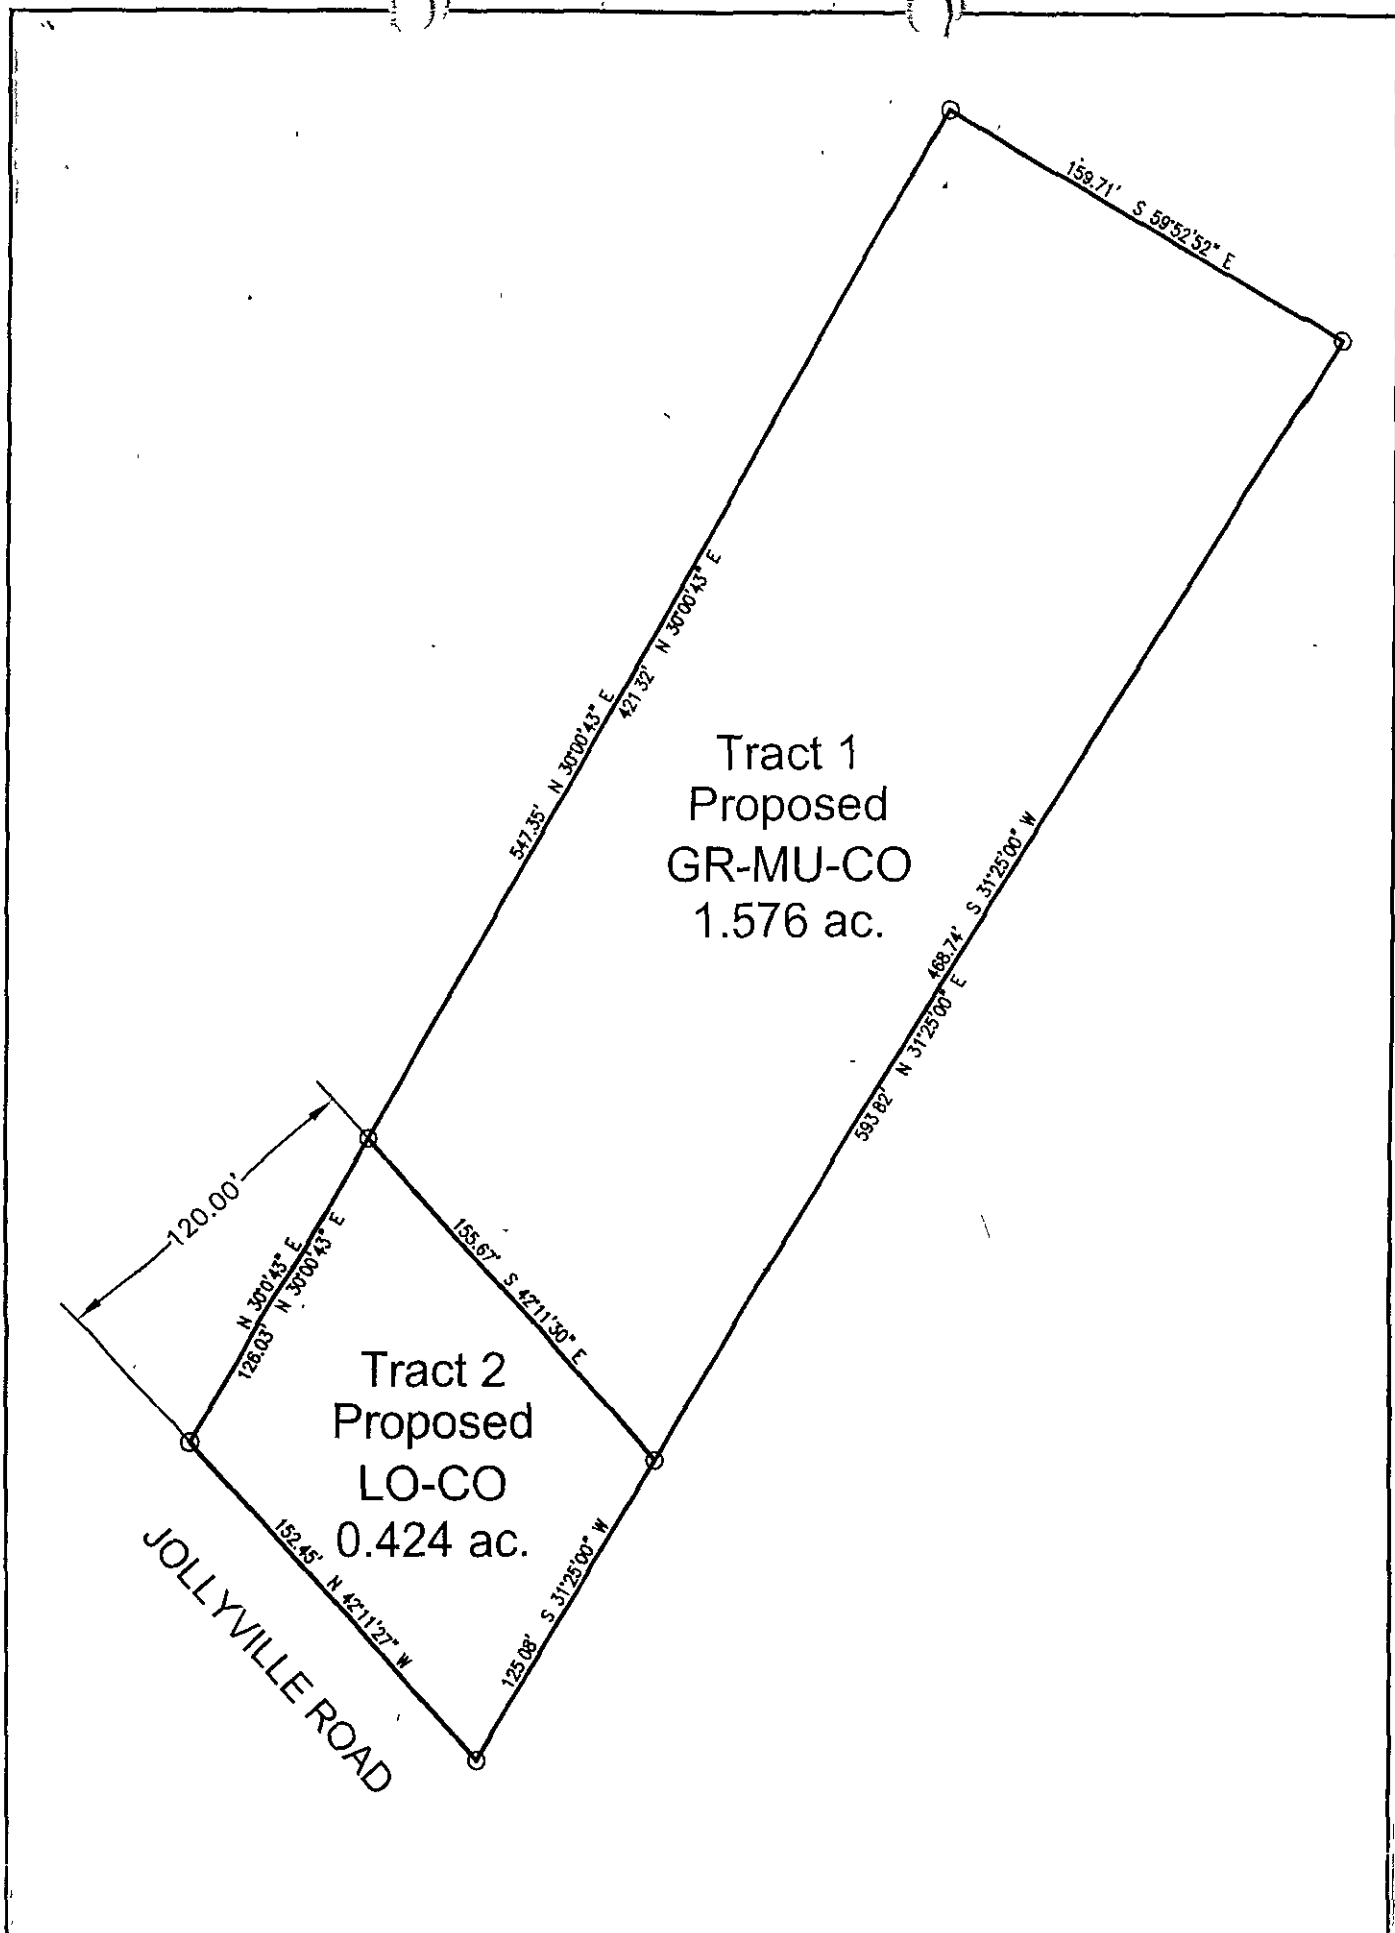 159.71' S 59°52'52" E
547.35' N 30°00'43" E
421.32' N 30°00'43" E
Tract 1
Proposed
GR-MU-CO
1.576 ac.
468.74' S 31°25'00" W
593.82' N 31°25'00" E
120.00'
N 30°0'43" E
126.03' N 30°00'43" E
155.67' S 42°11'30" E
Tract 2
Proposed
LO-CO
0.424 ac.
152.45' N 42°11'27" W
125.08' S 31°25'00" W
JOLLYVILLE ROAD